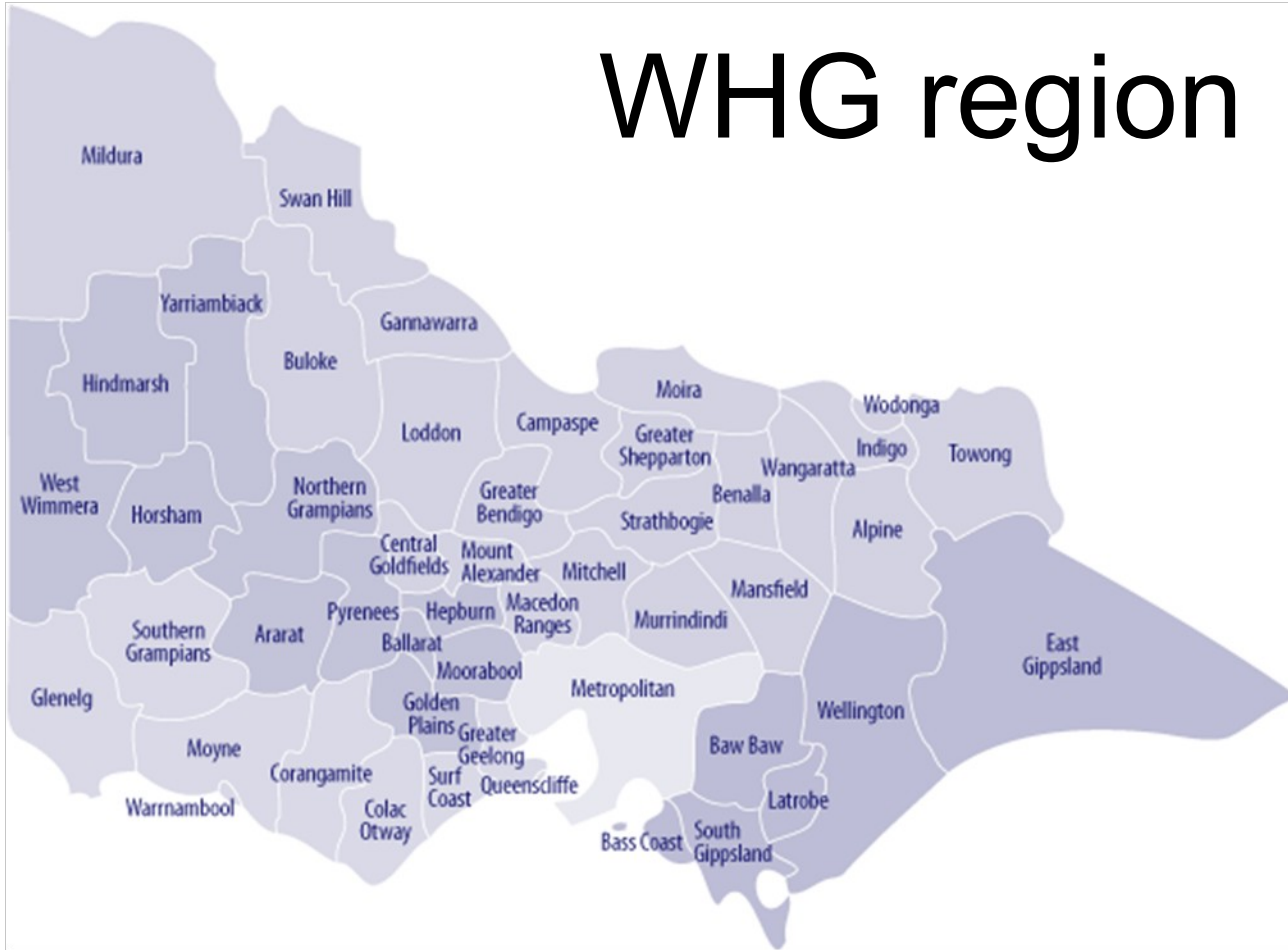 WHG region
Mildura
Swan Hill
Yarriambiack
Gannawarra
Buloke
Hindmarsh
Moira
Wodonga
Campaspe
Loddon
Greater
Shepparton
Indigo
Towong
Wangaratta
West
Wimmera
Horsham
Northern
Grampians
Greater
Bendigo
Benalla
Strathbogie
Alpine
Central
Goldfields
Mount
Alexander
Mitchell
Mansfield
Pyrenees
Hepburn
Macedon
Ranges
Murrindindi
Southern
Grampians
Ararat
Ballarat
East
Gippsland
Moorabool
Metropolitan
Glenelg
Golden
Plains
Wellington
Greater
Geelong
Moyne
Baw Baw
Corangamite
Surf
Coast
Queenscliffe
Warrnambool
Colac
Otway
Latrobe
Bass Coast
South
Gippsland